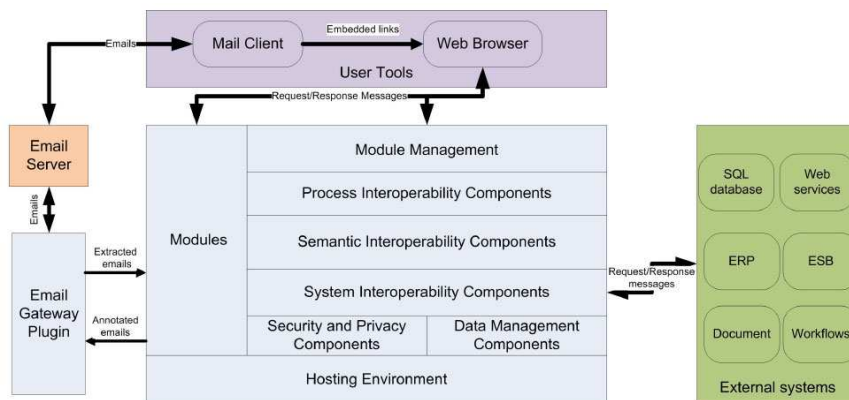 Emails
Mail Client
Embedded links
Web Browser
User Tools
Request/Response Messages
Email
Server
Emails
Email
Gateway
Plugin
Extracted
emails
Annotated
emails
Modules
Module Management
Process Interoperability Components
Semantic Interoperability Components
System Interoperability Components
Security and Privacy
Components
Data Management
Components
Hosting Environment
Request/Response
messages
SQL
database
Web
services
ERP
ESB
Document
Workflows
External systems